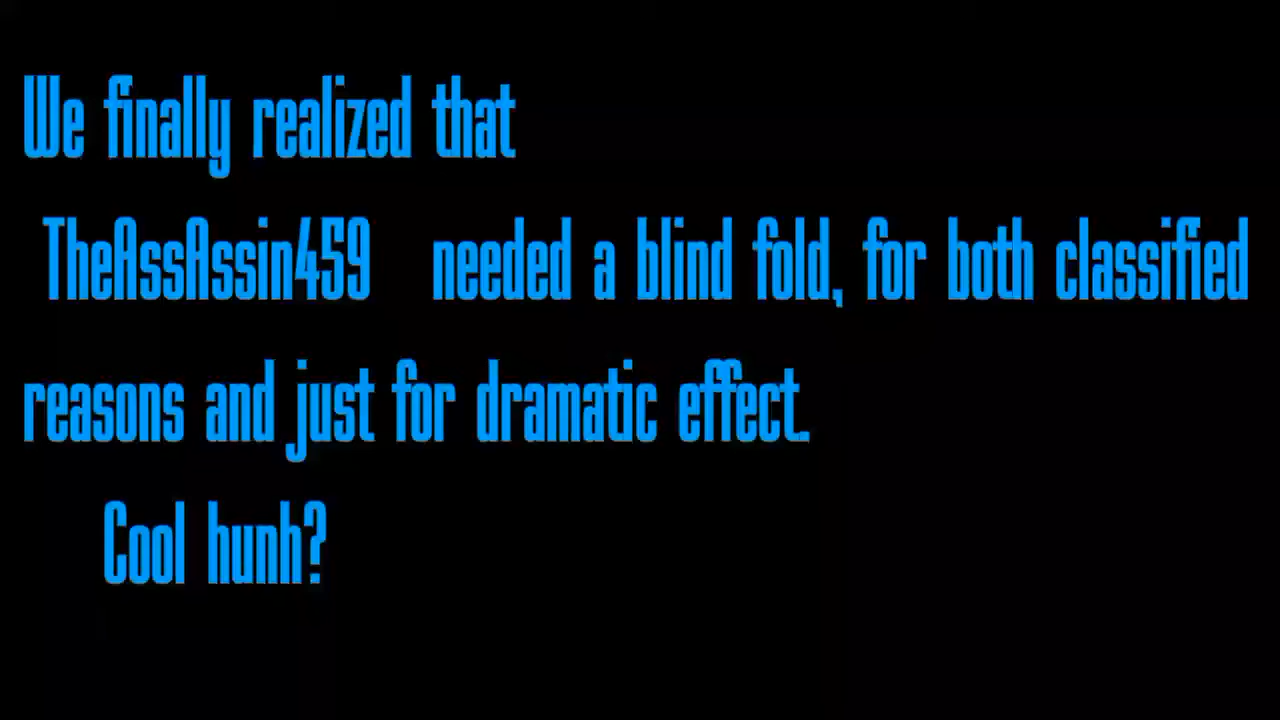 We finally realized that
TheAssAssin459 needed a blind fold, for both classified
reasons and just for dramatic effect.
Cool hunh?